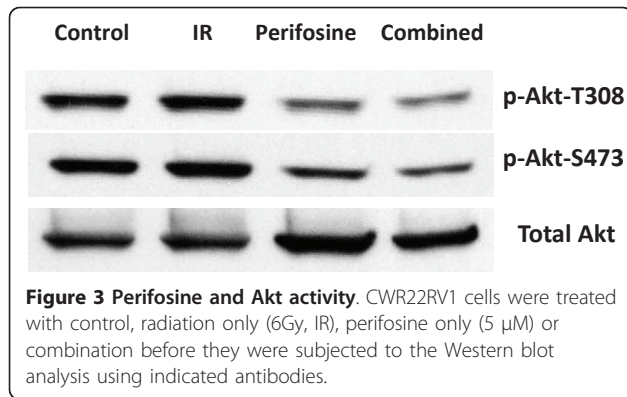 Control IR Perifosine Combined
p-Akt-T308
p-Akt-S473
Total Akt
Figure 3 Perifosine and Akt activity. CWR22RV1 cells were treated
with control, radiation only (6Gy, IR), perifosine only (5 μM) or
combination before they were subjected to the Western blot
analysis using indicated antibodies.